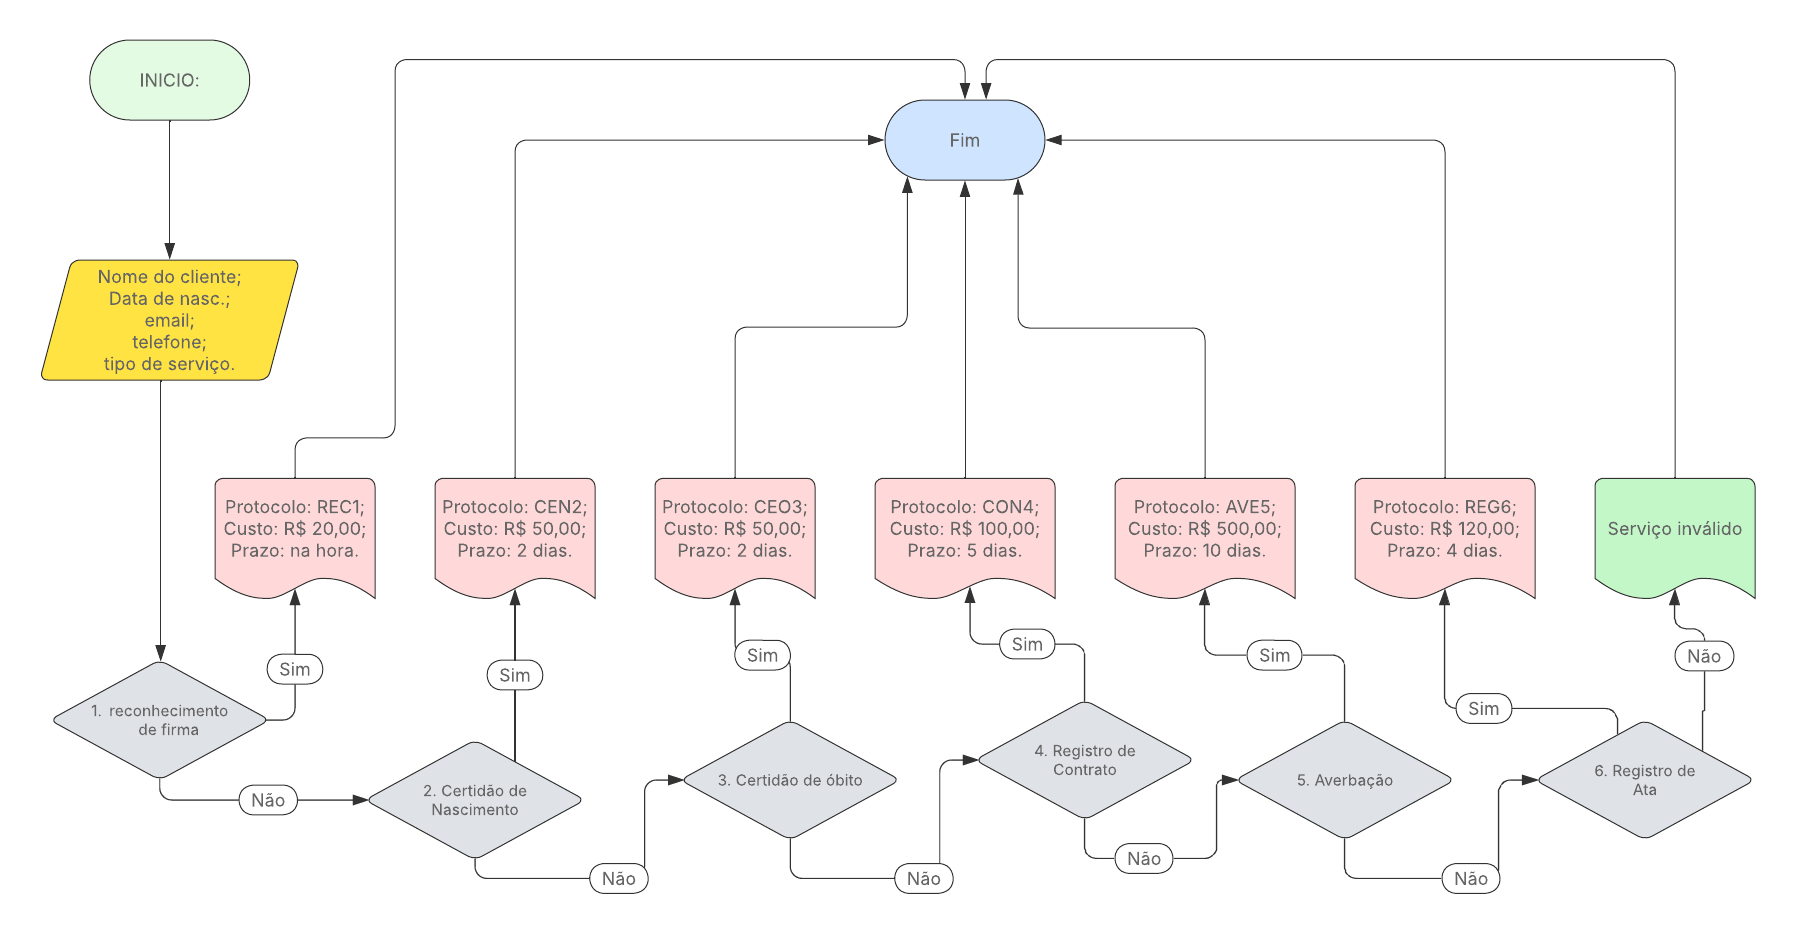 INICIO:
Fim
Nome do cliente;
Data de nasc.;
email;
telefone;
tipo de serviço.
Protocolo: REC1;
Custo: R$ 20,00;
Prazo: na hora.
Protocolo: CEN2;
Custo: R$ 50,00;
Prazo: 2 dias.
Protocolo: CEO3;
Custo: R$ 50,00;
Prazo: 2 dias.
Protocolo: CON4;
Custo: R$ 100,00;
Prazo: 5 dias.
Protocolo: AVE5;
Custo: R$ 500,00;
Prazo: 10 dias.
Protocolo: REG6;
Custo: R$ 120,00;
Prazo: 4 dias.
Serviço inválido
Sim
Sim
Sim
Sim
Sim
Sim
Não
1. reconhecimento
de firma
2. Certidão de
Nascimento
3. Certidão de óbito
4. Registro de
Contrato
5. Averbação
6. Registro de
Ata
Não
Não
Não
Não
Não